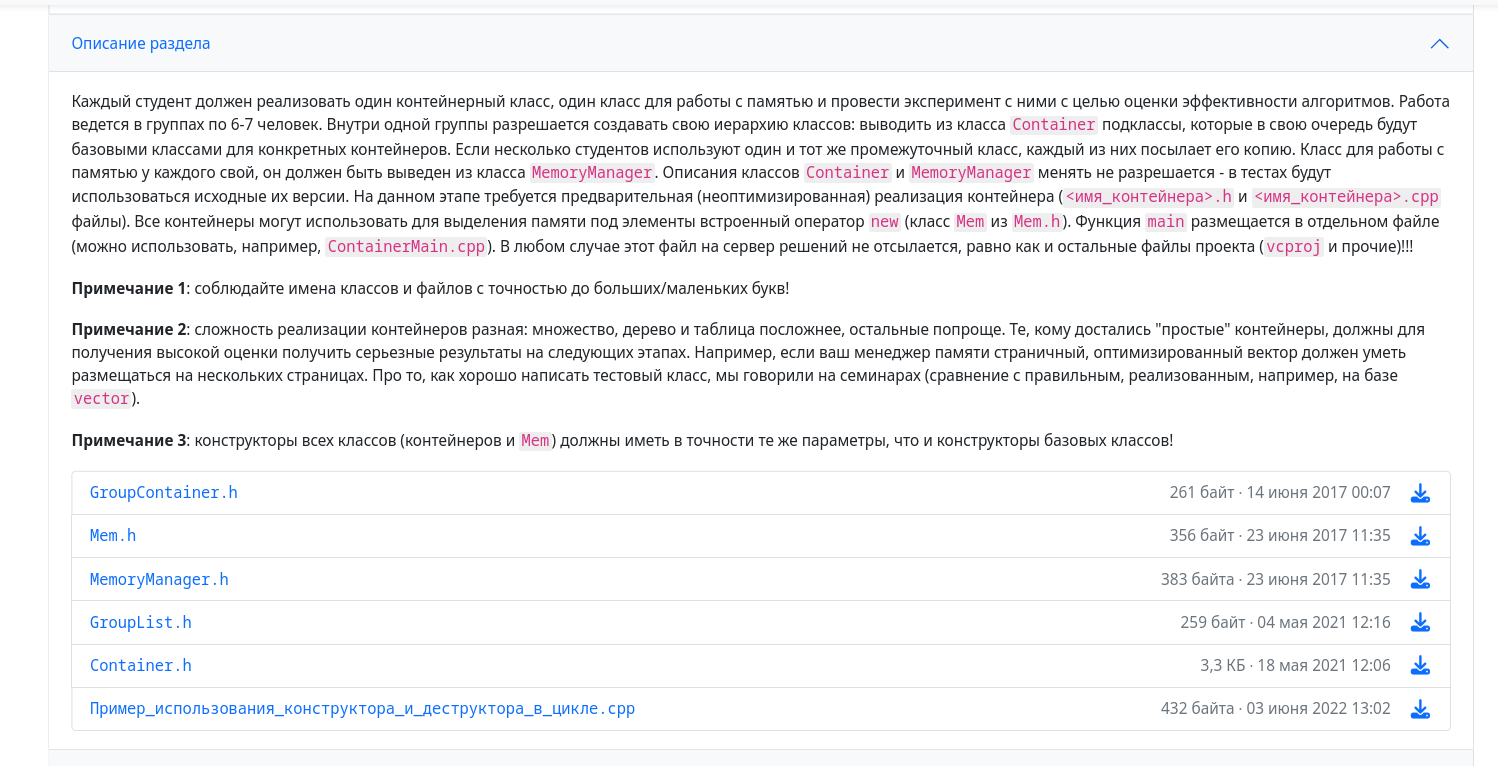 Описание раздела
Каждый студент должен реализовать один контейнерный класс, один класс для работы с памятью и провести эксперимент с ними с целью оценки эффективности алгоритмов. Работа
ведется в группах по 6-7 человек. Внутри одной группы разрешается создавать свою иерархию классов: выводить из класса Container подклассы, которые в свою очередь будут
базовыми классами для конкретных контейнеров. Если несколько студентов используют один и тот же промежуточный класс, каждый из них посылает его копию. Класс для работы с
памятью у каждого свой, он должен быть выведен из класса MemoryManager. Описания классов Container и MemoryManager менять не разрешается - в тестах будут
использоваться исходные их версии. На данном этапе требуется предварительная (неоптимизированная) реализация контейнера (<имя_контейнера>.h и <имя_контейнера>.cpp
файлы). Все контейнеры могут использовать для выделения памяти под элементы встроенный оператор new (класс Mem из Mem.h). Функция main размещается в отдельном файле
(можно использовать, например, ContainerMain.cpp). В любом случае этот файл на сервер решений не отсылается, равно как и остальные файлы проекта (vcproj и прочие)!!!
Примечание 1: соблюдайте имена классов и файлов с точностью до больших/маленьких букв!
Примечание 2: сложность реализации контейнеров разная: множество, дерево и таблица посложнее, остальные попроще. Те, кому достались "простые" контейнеры, должны для
получения высокой оценки получить серьезные результаты на следующих этапах. Например, если ваш менеджер памяти страничный, оптимизированный вектор должен уметь
размещаться на нескольких страницах. Про то, как хорошо написать тестовый класс, мы говорили на семинарах (сравнение с правильным, реализованным, например, на базе
vector).
Примечание 3: конструкторы всех классов (контейнеров и Mem) должны иметь в точности те же параметры, что и конструкторы базовых классов!
GroupContainer.h 261 байт · 14 июня 2017 00:07
Mem.h 356 байт · 23 июня 2017 11:35
MemoryManager.h 383 байта · 23 июня 2017 11:35
GroupList.h 259 байт · 04 мая 2021 12:16
Container.h 3,3 КБ · 18 мая 2021 12:06
Пример_использования_конструктора_и_деструктора_в_цикле.cpp 432 байта · 03 июня 2022 13:02